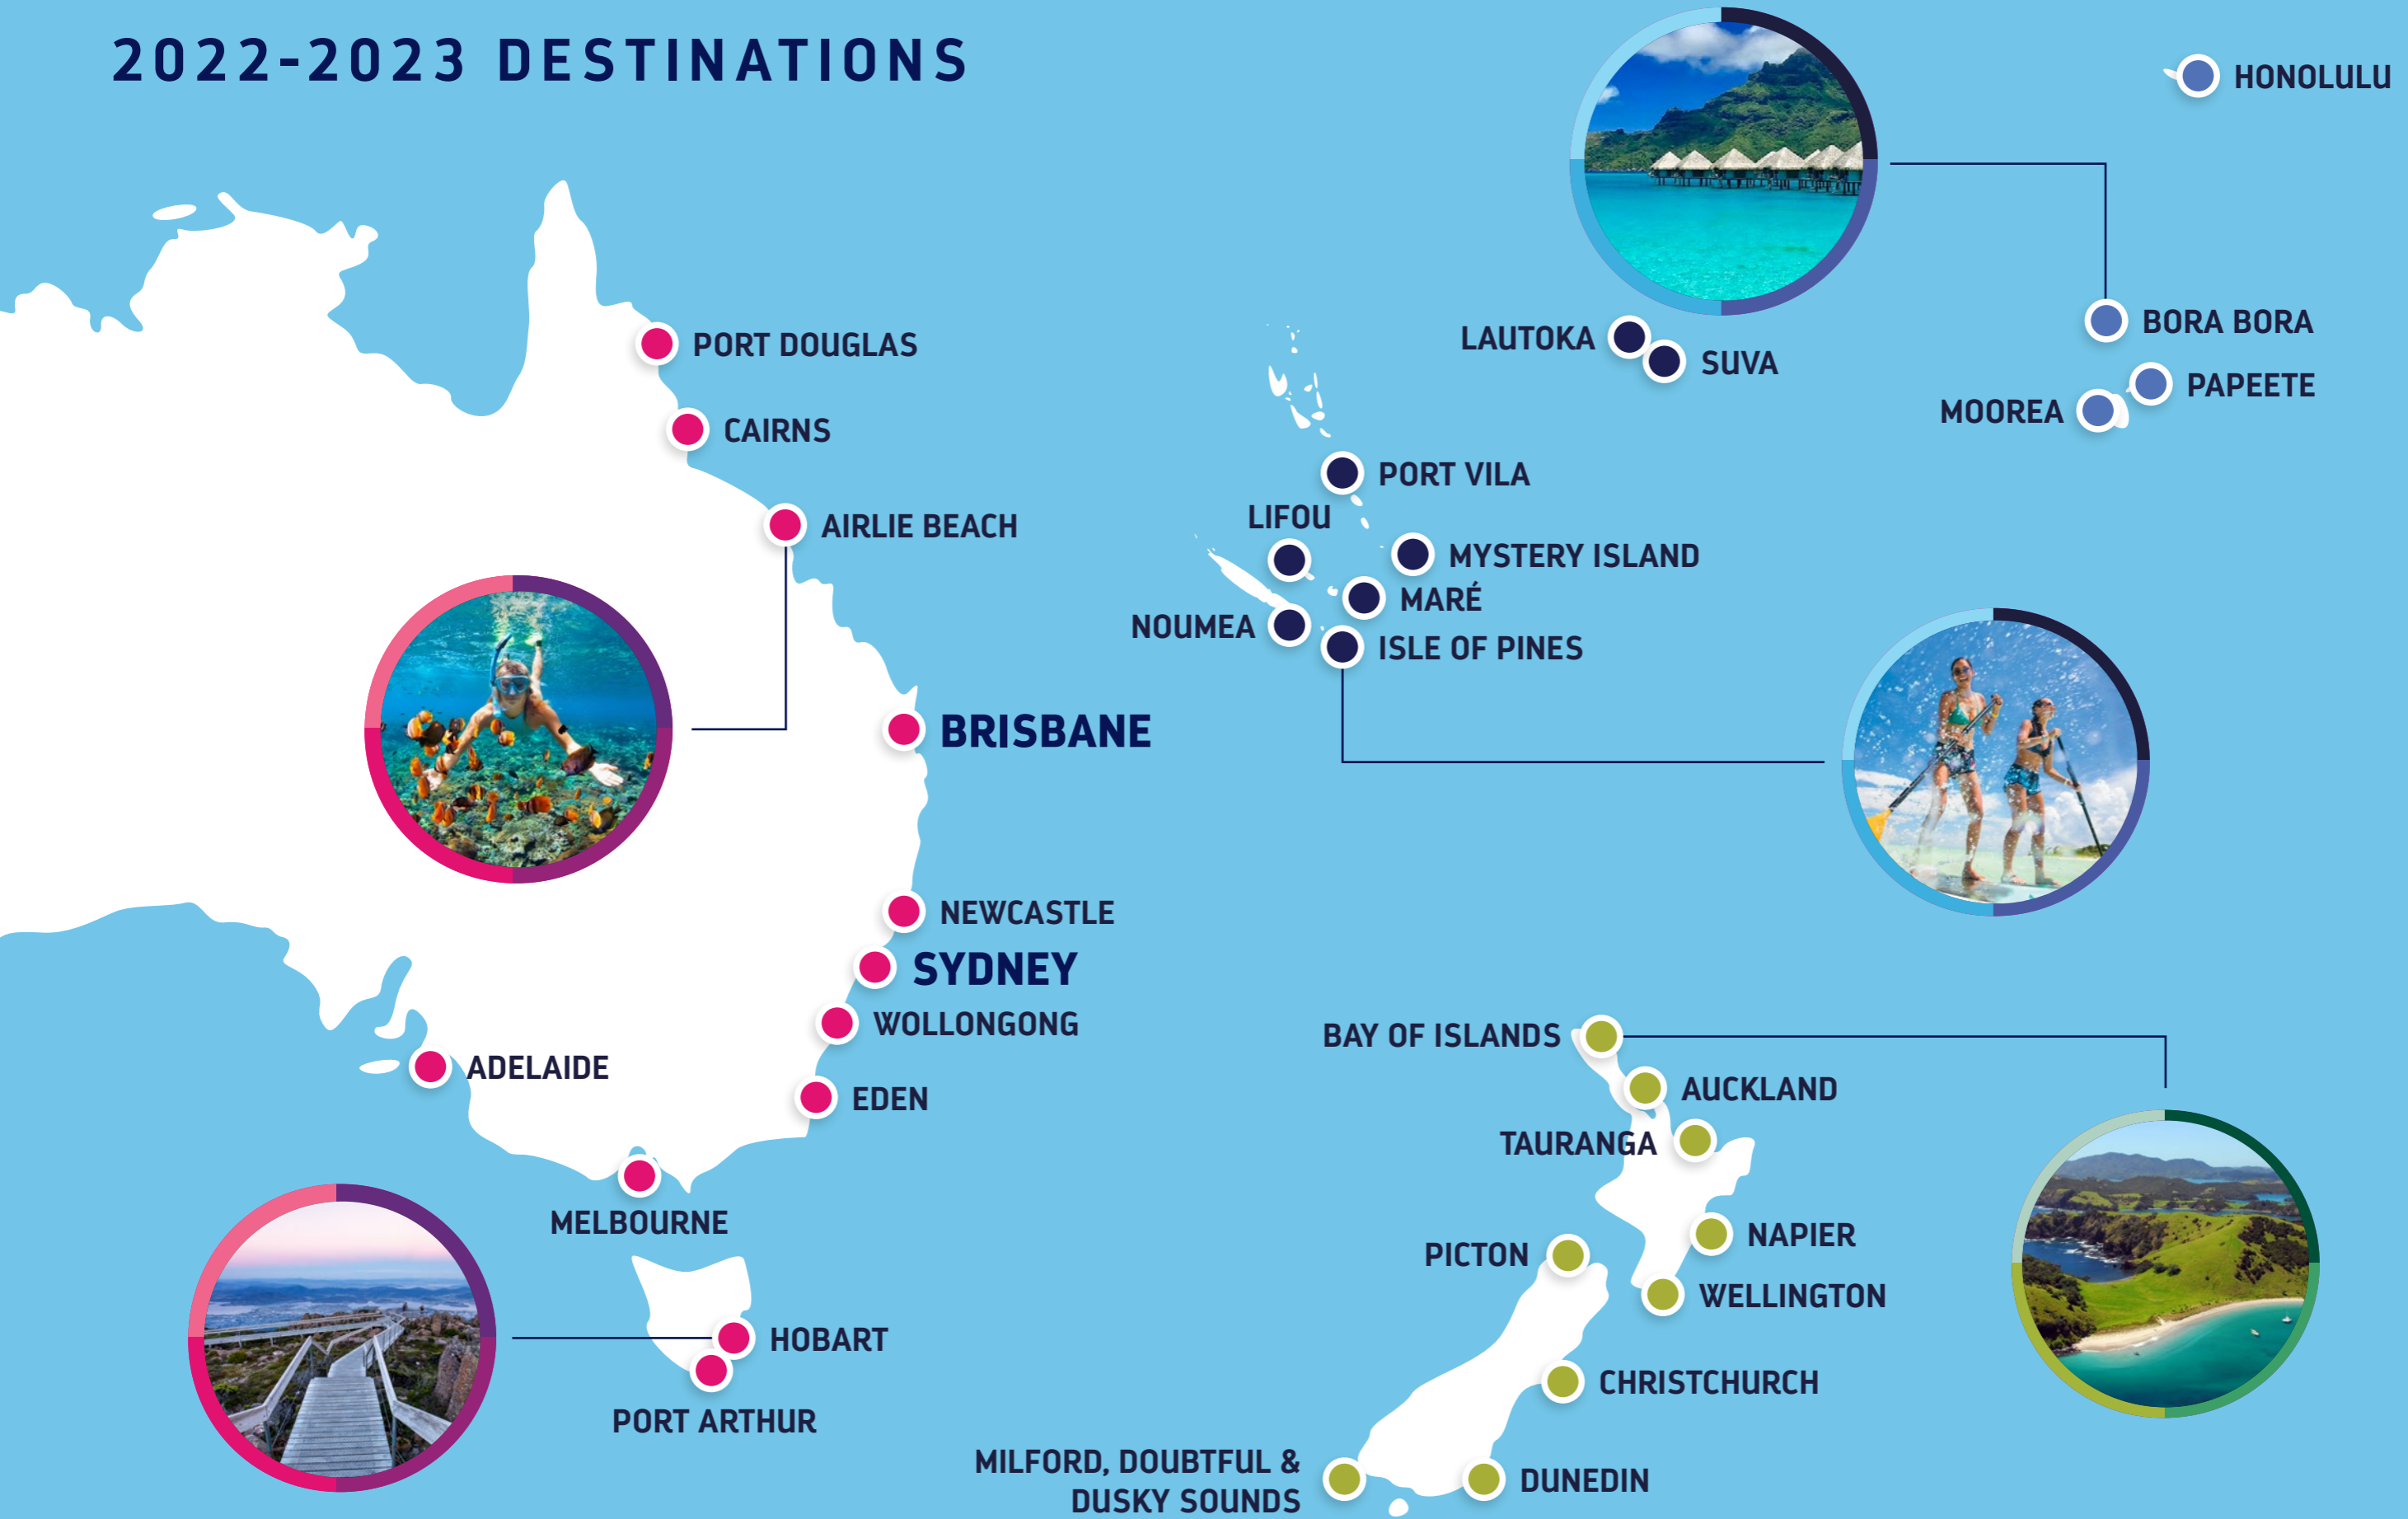 2022-2023 DESTINATIONS
HONOLULU
BORA BORA
PAPEETE
MOOREA
LAUTOKA
SUVA
PORT DOUGLAS
CAIRNS
AIRLIE BEACH
PORT VILA
LIFOU
MYSTERY ISLAND
MARÉ
NOUMEA
ISLE OF PINES
BRISBANE
NEWCASTLE
SYDNEY
WOLLONGONG
ADELAIDE
EDEN
MELBOURNE
HOBART
PORT ARTHUR
BAY OF ISLANDS
AUCKLAND
TAURANGA
NAPIER
PICTON
WELLINGTON
CHRISTCHURCH
MILFORD, DOUBTFUL &
DUSKY SOUNDS
DUNEDIN